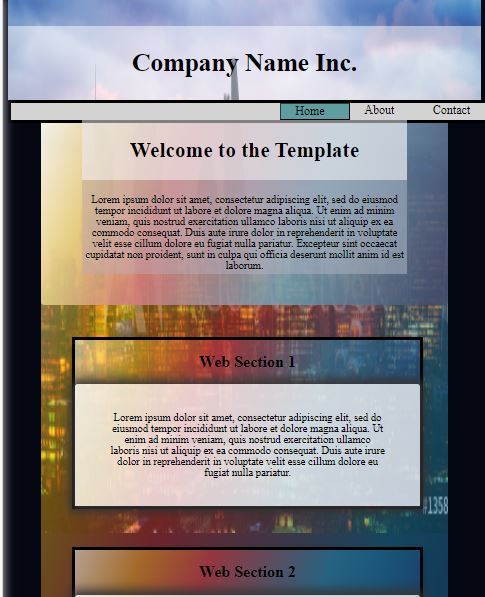 Company Name Inc.
Home About Contact
Welcome to the Template
Lorem ipsum dolor sit amet, consectetur adipiscing elit, sed do eiusmod
tempor incididunt ut labore et dolore magna aliqua. Ut enim ad minim
veniam, quis nostrud exercitation ullamco laboris nisi ut aliquip ex ea
commodo consequat. Duis aute irure dolor in reprehenderit in voluptate
velit esse cillum dolore eu fugiat nulla pariatur. Excepteur sint occaecat
cupidatat non proident, sunt in culpa qui officia deserunt mollit anim id est
laborum.
Web Section 1
Lorem ipsum dolor sit amet, consectetur adipiscing elit, sed do
eiusmod tempor incididunt ut labore et dolore magna aliqua. Ut
enim ad minim veniam, quis nostrud exercitation ullamco
laboris nisi ut aliquip ex ea commodo consequat. Duis aute irure
dolor in reprehenderit in voluptate velit esse cillum dolore eu
fugiat nulla pariatur.
#1358
Web Section 2